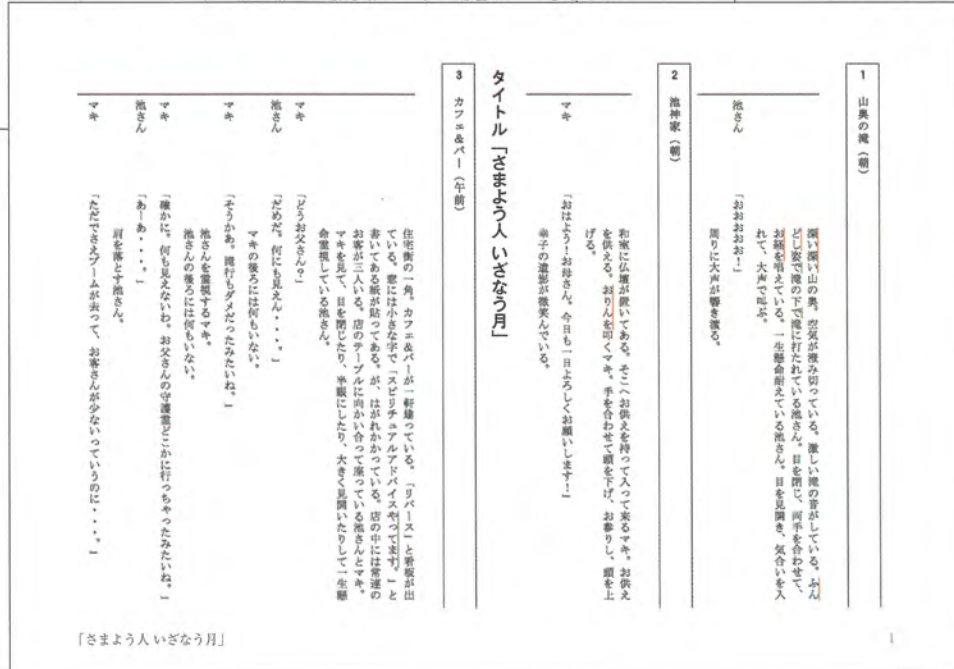 1 山奥の滝（朝）
深い深い山の奥。空気が澄み切っている。激しい滝の音がしている。ふん
どし姿で滝の下で滝に打たれている池さん。目を閉じ、両手を合わせて、
お経を唱えている。一生懸命耐えている池さん。目を見開き、気合いを入
れて、大声で叫ぶ。
池さん 「おおおおお！」
周りに大声が響き渡る。
2 池神家（朝）
和室に仏壇が置いてある。そこへお供えを持って入って来るマキ。お供え
を供える。おりんを叩くマキ。手を合わせて頭を下げ、お参りし、頭を上
げる。
マキ 「おはよう！お母さん。今日も一日よろしくお願いします！」
幸子の遺影が微笑んでいる。
タイトル「さまよう人 いざなう月」
3 カフェ&バー（午前）
住宅街の一角。カフェ&バーが一軒建っている。「リバース」と看板が出
ている。窓には小さな字で「スピリチュアルアドバイスやってます。」と
書いてある紙が貼ってある。が、はがれかかっている。店の中には常連の
お客が三人いる。店のテーブルに向かい合って座っている池さんとマキ。
マキを見て、目を閉じたり、半眼にしたり、大きく見開いたりして一生懸
命霊視している池さん。
マキ 「どうお父さん？」
池さん 「だめだ。何にも見えん・・・。」
マキの後ろには何もいない。
マキ 「そうかあ。滝行もダメだったみたいね。」
池さんを霊視するマキ。
池さんの後ろには何もいない。
マキ 「確かに。何も見えないわ。お父さんの守護霊どこかに行っちゃったみたいね。」
池さん 「あーあ・・・。」
肩を落とす池さん。
マキ 「ただでさえブームが去って、お客さんが少ないっていうのに・・・。」
「さまよう人 いざなう月」
1